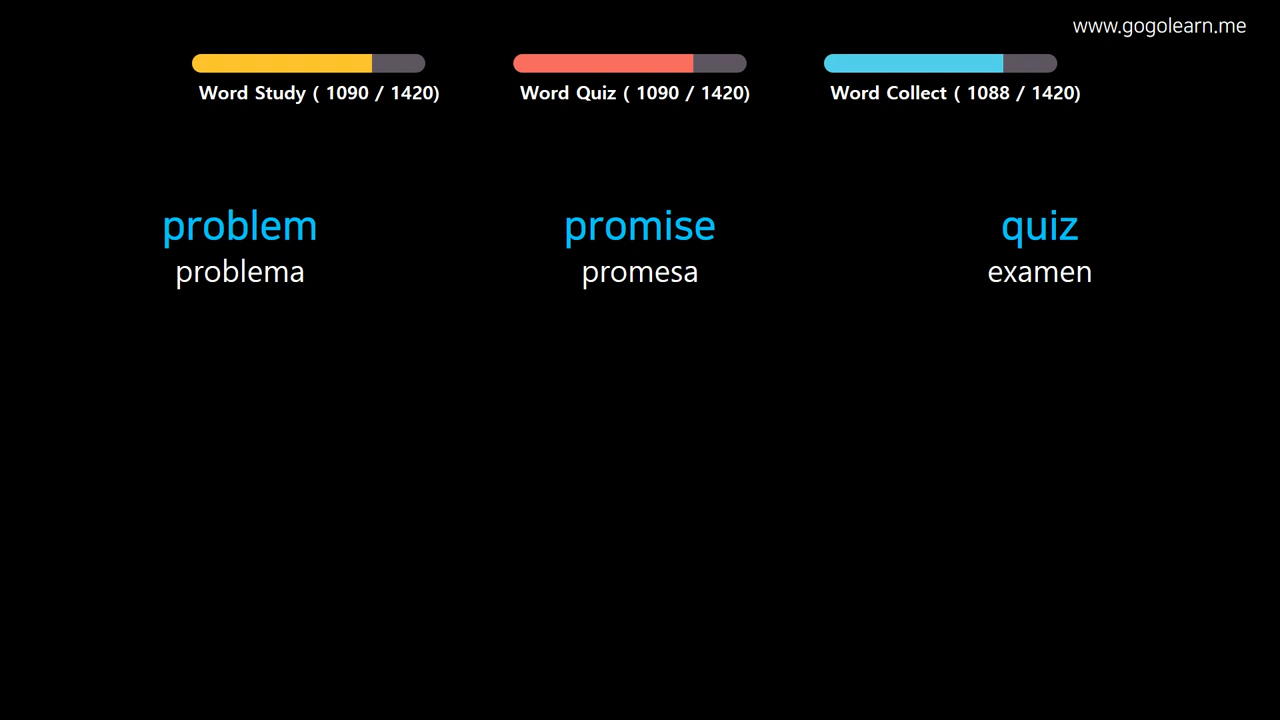 www.gogolearn.me
Word Study ( 1090 / 1420)
Word Quiz ( 1090 / 1420)
Word Collect ( 1088 / 1420)
problem
problema
promise
promesa
quiz
examen